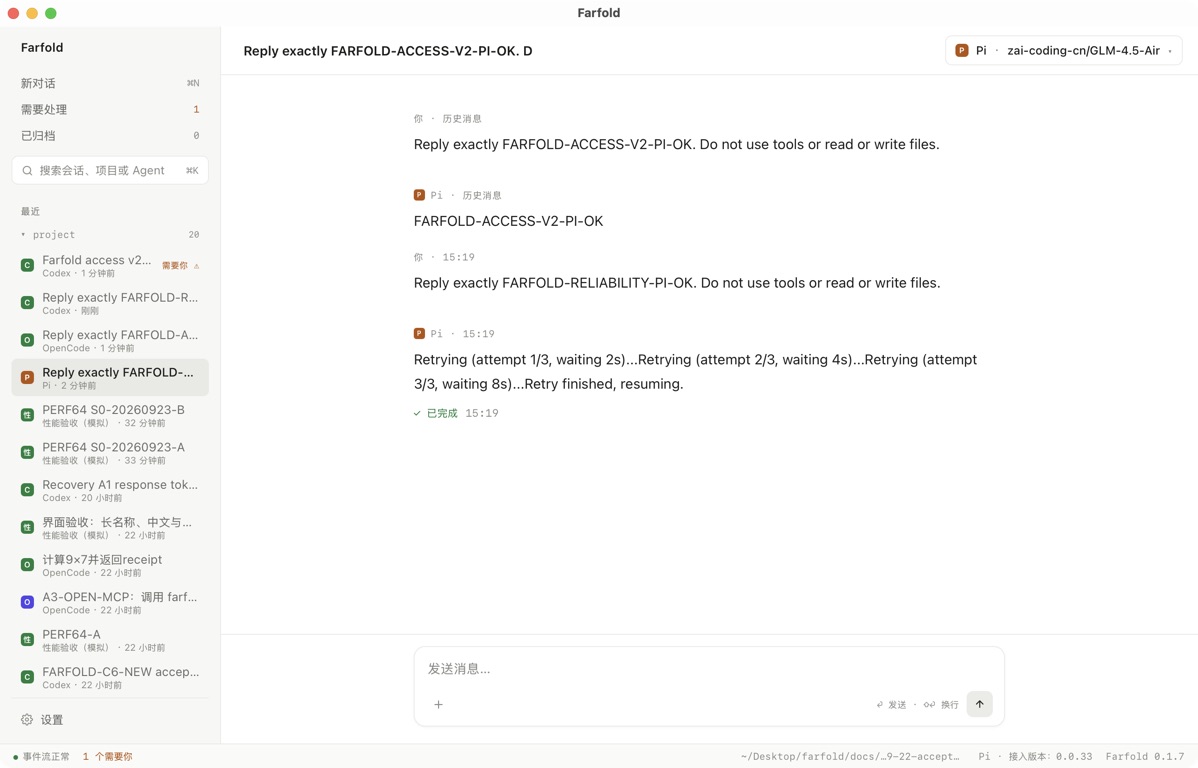 Farfold
Farfold
新对话 ⌘N
需要处理 1
已归档 0
搜索会话、项目或 Agent ⌘K
最近
project 20
C Farfold access v2... 需要你 ⚠
Codex · 1 分钟前
C Reply exactly FARFOLD-R...
Codex · 刚刚
O Reply exactly FARFOLD-A...
OpenCode · 1 分钟前
P Reply exactly FARFOLD-...
Pi · 2 分钟前
性 PERF64 S0-20260923-B
性能验收（模拟） · 32 分钟前
性 PERF64 S0-20260923-A
性能验收（模拟） · 33 分钟前
C Recovery A1 response tok...
Codex · 20 小时前
性 界面验收：长名称、中文与...
性能验收（模拟） · 22 小时前
O 计算9×7并返回receipt
OpenCode · 22 小时前
O A3-OPEN-MCP：调用 farf...
OpenCode · 22 小时前
性 PERF64-A
性能验收（模拟） · 22 小时前
C FARFOLD-C6-NEW accep...
Codex · 22 小时前
设置
Reply exactly FARFOLD-ACCESS-V2-PI-OK. D
P Pi · zai-coding-cn/GLM-4.5-Air
你 · 历史消息
Reply exactly FARFOLD-ACCESS-V2-PI-OK. Do not use tools or read or write files.
P Pi · 历史消息
FARFOLD-ACCESS-V2-PI-OK
你 · 15:19
Reply exactly FARFOLD-RELIABILITY-PI-OK. Do not use tools or read or write files.
P Pi · 15:19
Retrying (attempt 1/3, waiting 2s)...Retrying (attempt 2/3, waiting 4s)...Retrying (attempt
3/3, waiting 8s)...Retry finished, resuming.
✓ 已完成 15:19
发送消息...
+ ⏎ 发送 · ⇧⏎ 换行
事件流正常 1 个需要你 ~/Desktop/farfold/docs/…9-22-accept… Pi · 接入版本: 0.0.33 Farfold 0.1.7